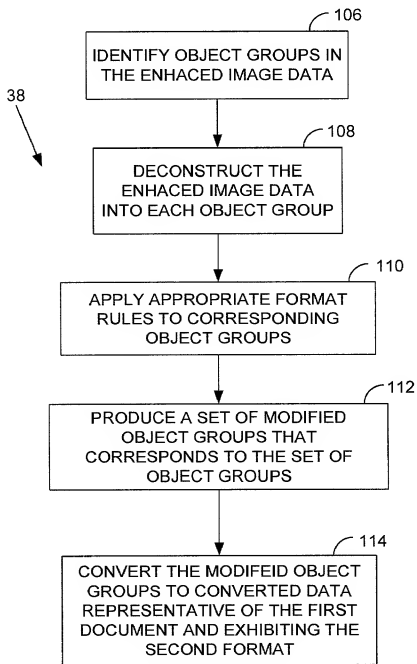 106
IDENTIFY OBJECT GROUPS IN
THE ENHACED IMAGE DATA
38
108
DECONSTRUCT THE
ENHACED IMAGE DATA
INTO EACH OBJECT GROUP
110
APPLY APPROPRIATE FORMAT
RULES TO CORRESPONDING
OBJECT GROUPS
112
PRODUCE A SET OF MODIFIED
OBJECT GROUPS THAT
CORRESPONDS TO THE SET OF
OBJECT GROUPS
114
CONVERT THE MODIFEID OBJECT
GROUPS TO CONVERTED DATA
REPRESENTATIVE OF THE FIRST
DOCUMENT AND EXHIBITING THE
SECOND FORMAT